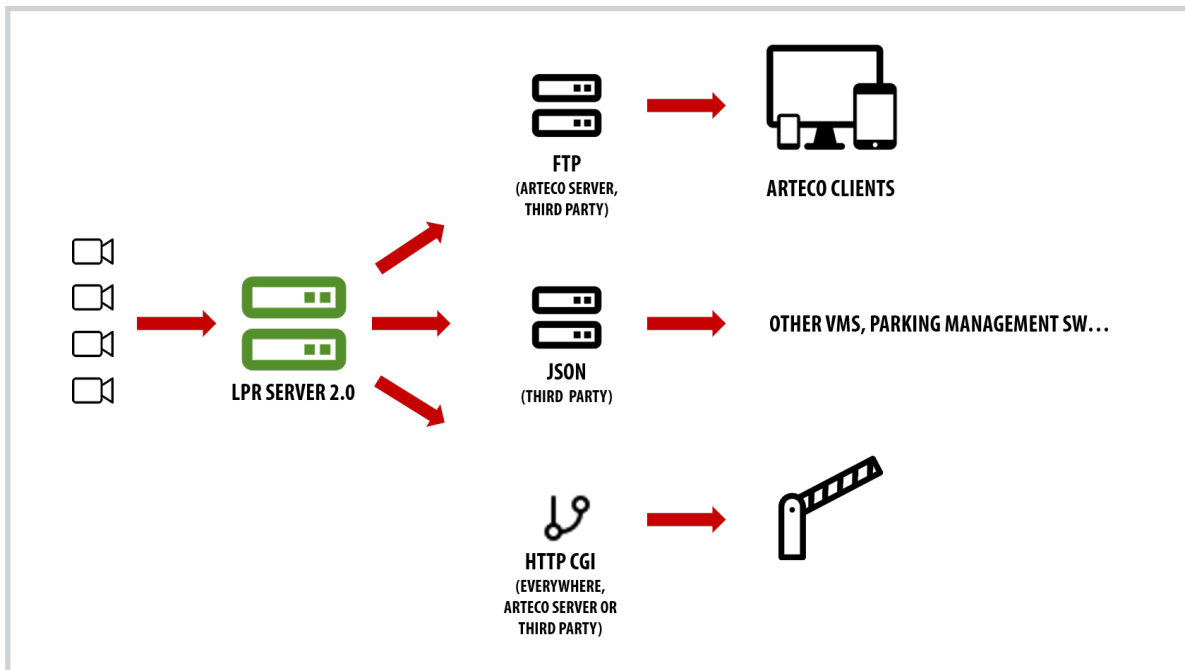 FTP
(ARTECO SERVER,
THIRD PARTY)
ARTECO CLIENTS
LPR SERVER 2.0
JSON
(THIRD PARTY)
OTHER VMS, PARKING MANAGEMENT SW...
HTTP CGI
(EVERYWHERE,
ARTECO SERVER OR
THIRD PARTY)